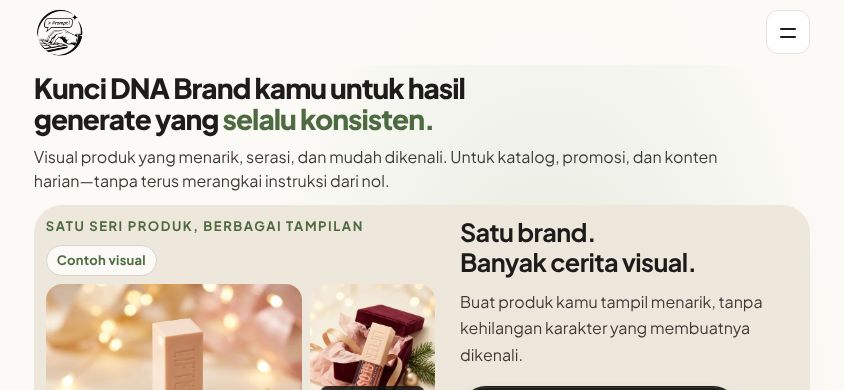 > Prompt|
Kunci DNA Brand kamu untuk hasil
generate yang selalu konsisten.
Visual produk yang menarik, serasi, dan mudah dikenali. Untuk katalog, promosi, dan konten
harian—tanpa terus merangkai instruksi dari nol.
SATU SERI PRODUK, BERBAGAI TAMPILAN
Contoh visual
Satu brand.
Banyak cerita visual.
Buat produk kamu tampil menarik, tanpa
kehilangan karakter yang membuatnya
dikenali.